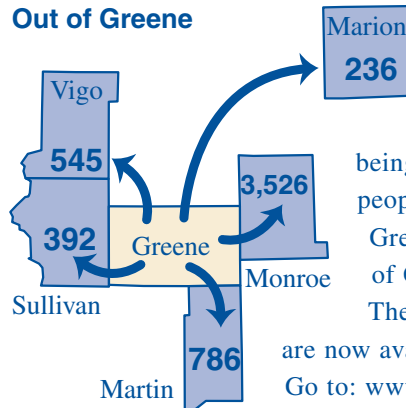 Out of Greene
Marion
236
Vigo
545
3,526
392
Greene
Sullivan
Monroe
786
Martin
peop
Gre
of
The
are now ava
Go to: www